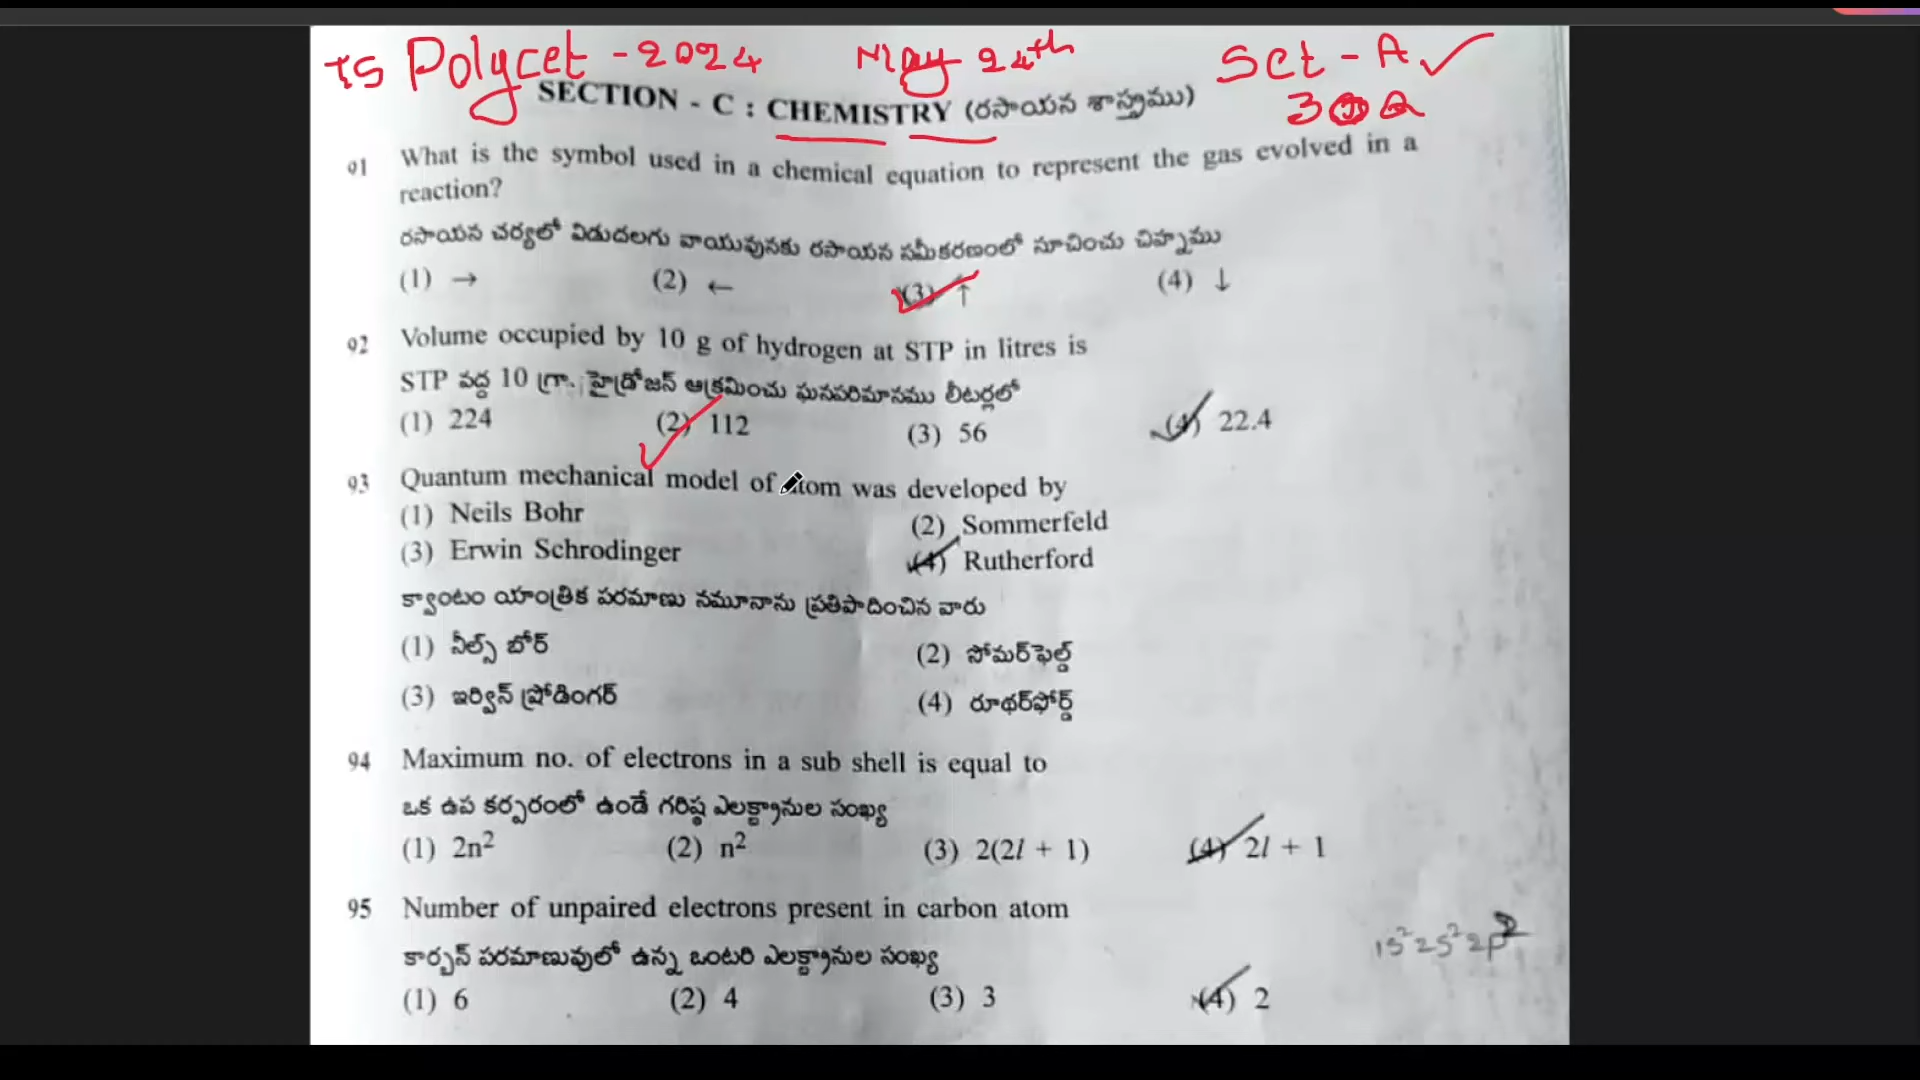 TS Polycet - 2024 May 24th Set - A
SECTION - C : CHEMISTRY (రసాయన శాస్త్రము)
91 What is the symbol used in a chemical equation to represent the gas evolved in a
reaction?
రసాయన చర్యలో విడుదలగు వాయువునకు రసాయన సమీకరణంలో సూచించు చిహ్నము
(1) → (2) ← (3) ↑ (4) ↓
92 Volume occupied by 10 g of hydrogen at STP in litres is
STP వద్ద 10 గ్రా. హైడ్రోజన్ ఆక్రమించు ఘనపరిమాణము లీటర్లలో
(1) 224 (2) 112 (3) 56 (4) 22.4
93 Quantum mechanical model of atom was developed by
(1) Neils Bohr (2) Sommerfeld
(3) Erwin Schrodinger (4) Rutherford
క్వాంటం యాంత్రిక పరమాణు నమూనాను ప్రతిపాదించిన వారు
(1) నీల్స్ బోర్ (2) సోమర్‌ఫెల్డ్
(3) ఇర్విన్ ష్రోడింగర్ (4) రూథర్‌ఫోర్డ్
94 Maximum no. of electrons in a sub shell is equal to
ఒక ఉప కర్పరంలో ఉండే గరిష్ఠ ఎలక్ట్రానుల సంఖ్య
(1) 2n² (2) n² (3) 2(2l + 1) (4) 2l + 1
95 Number of unpaired electrons present in carbon atom
1s² 2s² 2p²
కార్బన్ పరమాణువులో ఉన్న ఒంటరి ఎలక్ట్రానుల సంఖ్య
(1) 6 (2) 4 (3) 3 (4) 2